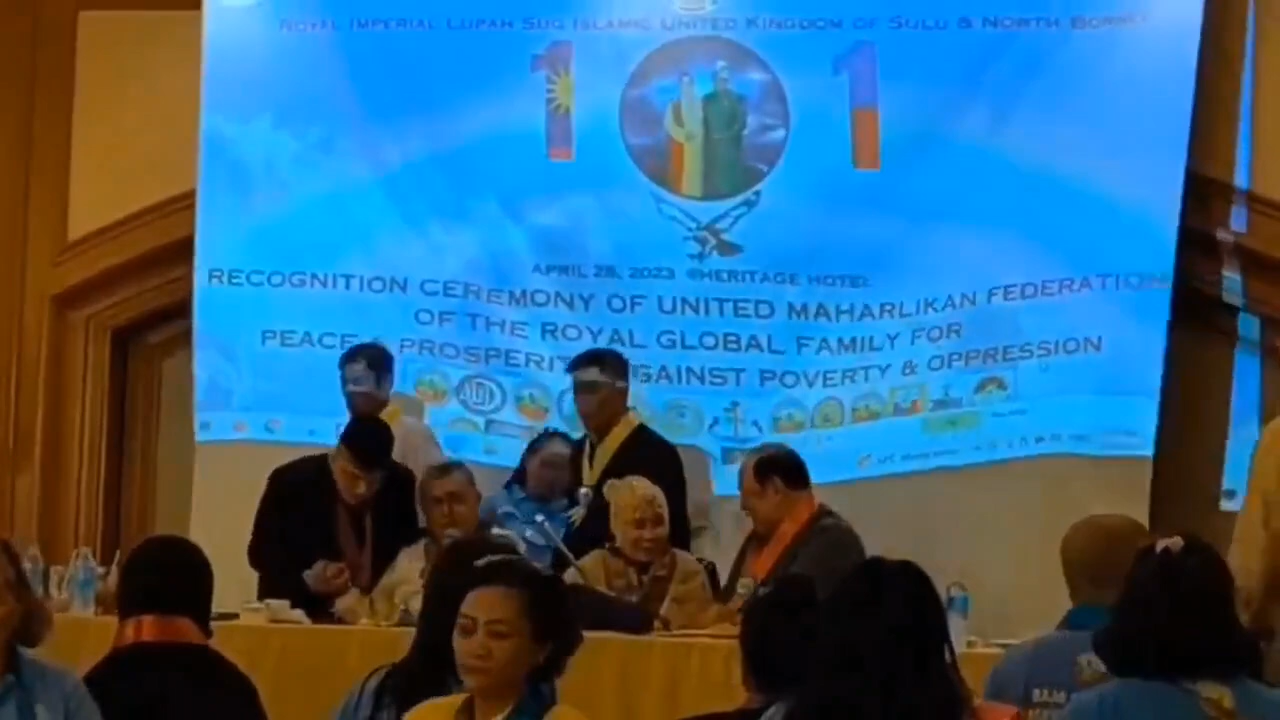 ROYAL IMPERIAL LUPAH SUG ISLAMIC UNITED KINGDOM OF SULU & NORTH BORNEO
1 1
APRIL 28, 2023 @HERITAGE HOTEL
RECOGNITION CEREMONY OF UNITED MAHARLIKAN FEDERATION
OF THE ROYAL GLOBAL FAMILY FOR
PEACE & PROSPERITY AGAINST POVERTY & OPPRESSION